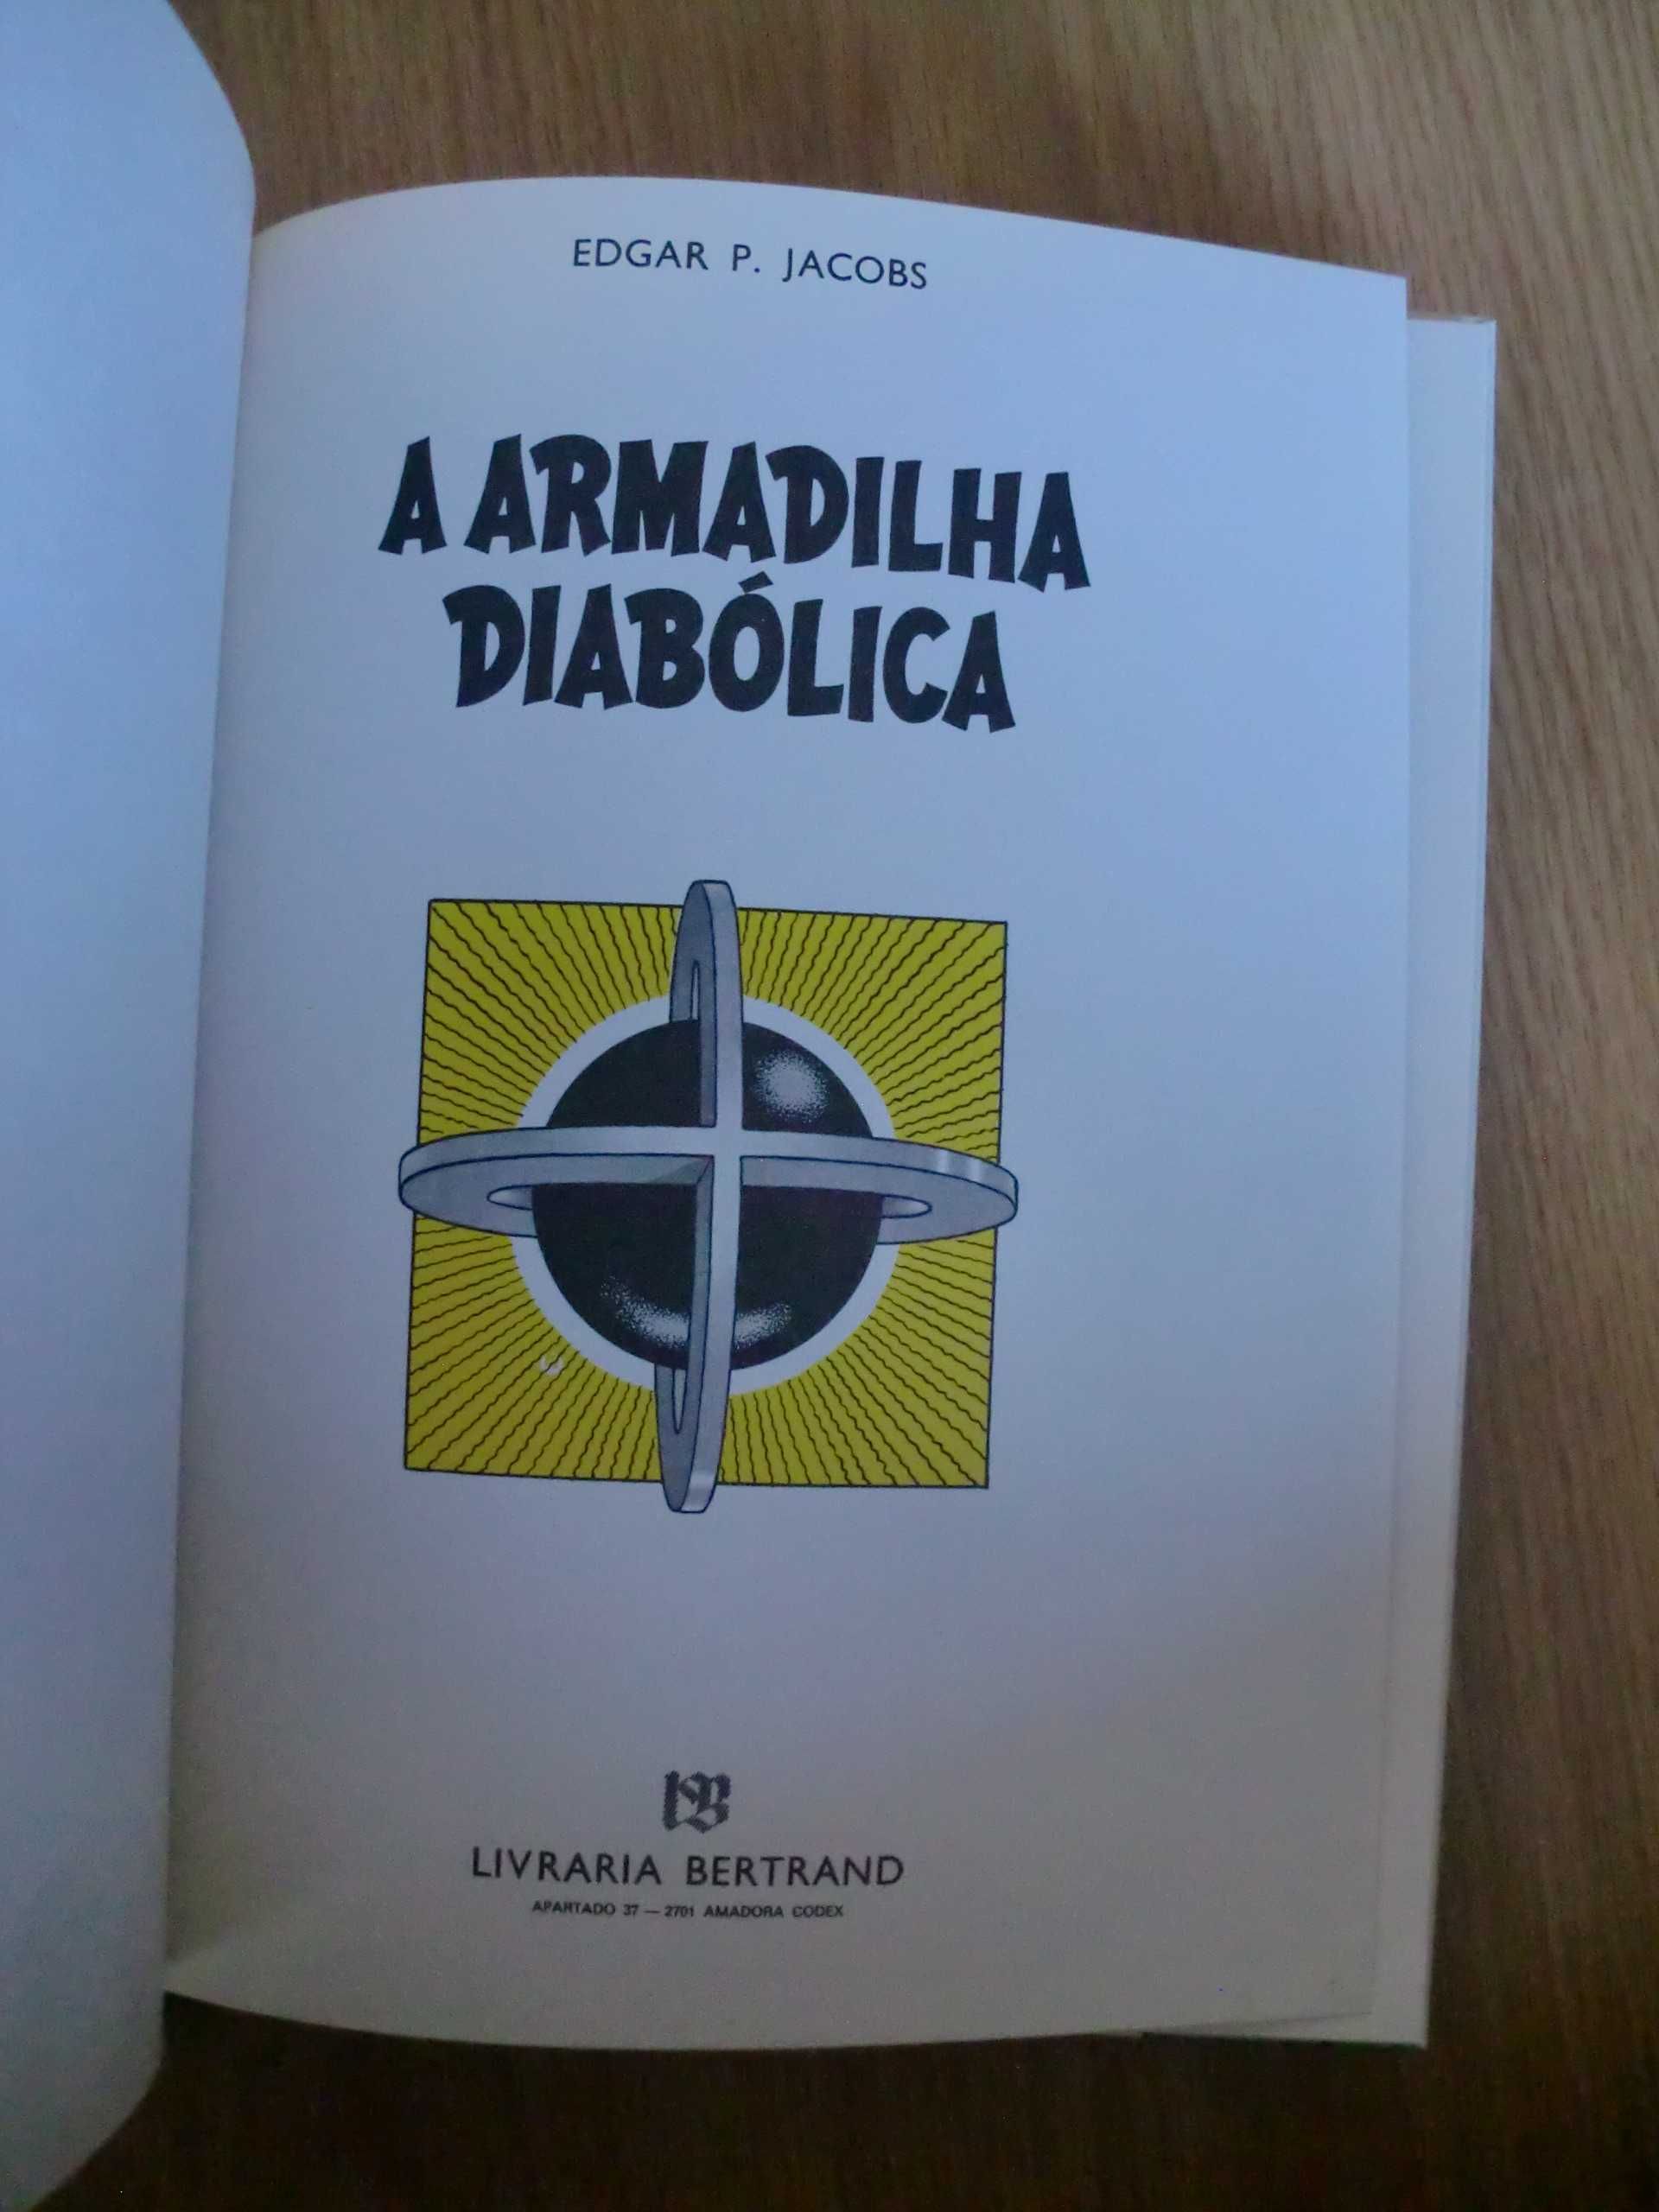 EDGAR P. JACOBS
A ARMADILHA
DIABÓLICA
LIVRARIA BERTRAND
APARTADO 37 — 2701 AMADORA CODEX